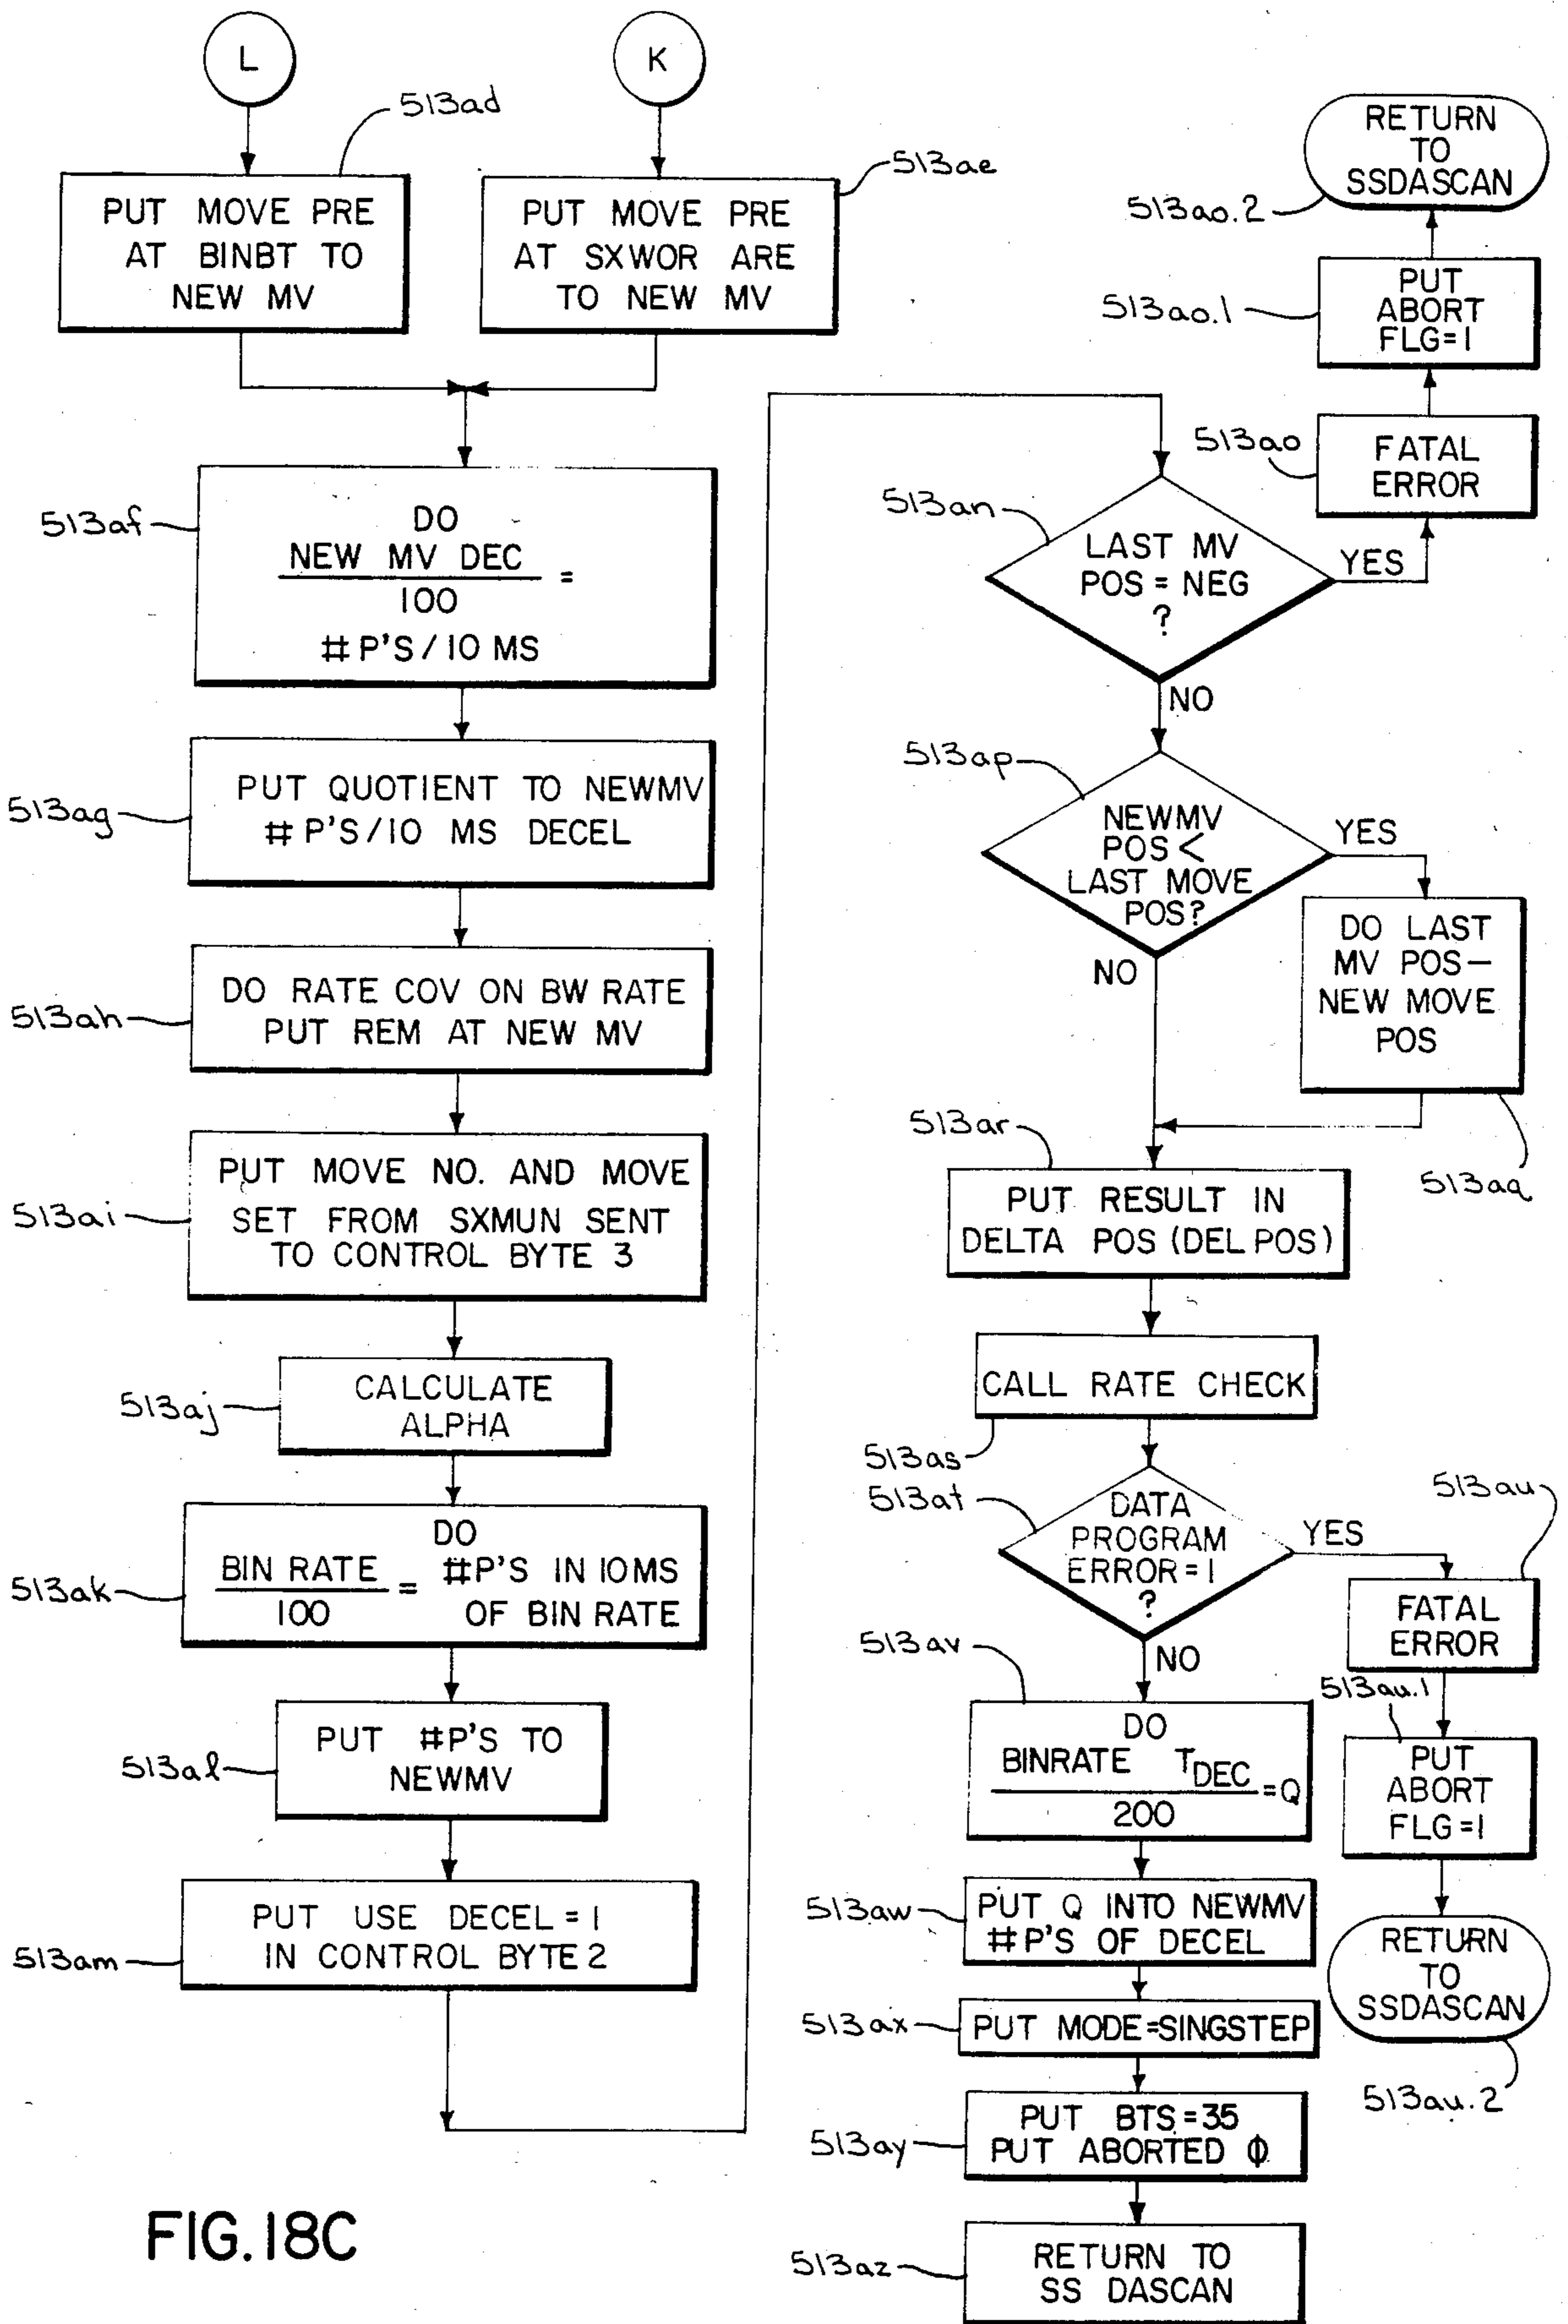 L
513ad
PUT MOVE PRE
AT BINBT TO
NEW MV
K
513ae
PUT MOVE PRE
AT SXWOR ARE
TO NEW MV
513af
DO
NEW MV DEC
=
100
# P'S / 10 MS
513ag
PUT QUOTIENT TO NEWMV
# P'S / 10 MS DECEL
513ah
DO RATE COV ON BW RATE
PUT REM AT NEW MV
513ai
PUT MOVE NO. AND MOVE
SET FROM SXMUN SENT
TO CONTROL BYTE 3
513aj
CALCULATE
ALPHA
513ak
DO
BIN RATE = #P'S IN 10MS
100 OF BIN RATE
513al
PUT #P'S TO
NEWMV
513am
PUT USE DECEL = 1
IN CONTROL BYTE 2
513an
LAST MV
POS = NEG
?
YES
NO
513ao
FATAL
ERROR
513ao.1
PUT
ABORT
FLG=1
513ao.2
RETURN
TO
SSDASCAN
513ap
NEWMV
POS <
LAST MOVE
POS?
YES
NO
DO LAST
MV POS —
NEW MOVE
POS
513aq
513ar
PUT RESULT IN
DELTA POS (DEL POS)
CALL RATE CHECK
513as
513at
DATA
PROGRAM
ERROR = 1
?
YES
NO
513au
FATAL
ERROR
513au.1
PUT
ABORT
FLG = 1
RETURN
TO
SSDASCAN
513au.2
513av
DO
BINRATE TDEC
=Q
200
513aw
PUT Q INTO NEWMV
#P'S OF DECEL
513ax
PUT MODE=SINGSTEP
513ay
PUT BTS = 35
PUT ABORTED Φ
513az
RETURN TO
SS DASCAN
FIG. 18C